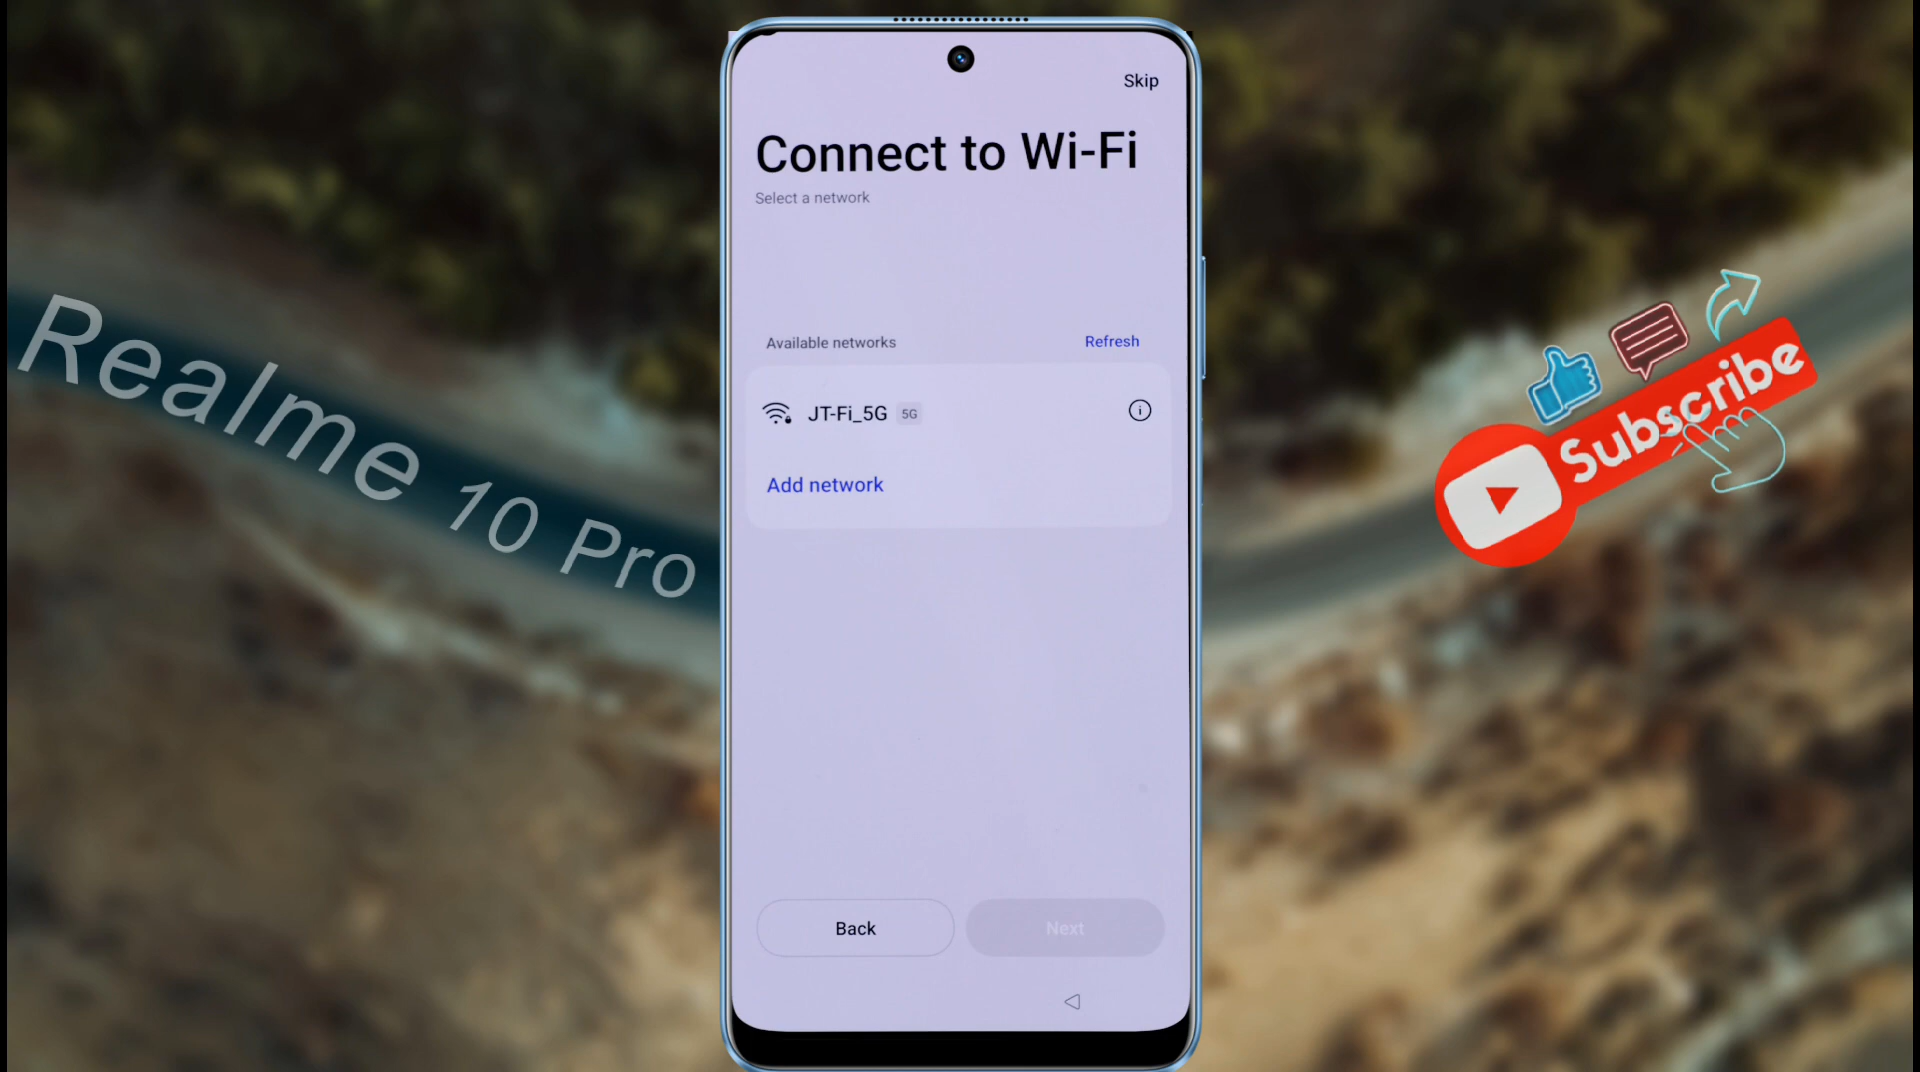 Skip
Connect to Wi-Fi
Select a network
Available networks
Refresh
JT-Fi_5G 5G
Add network
Back
Next
Realme 10 Pro
Subscribe